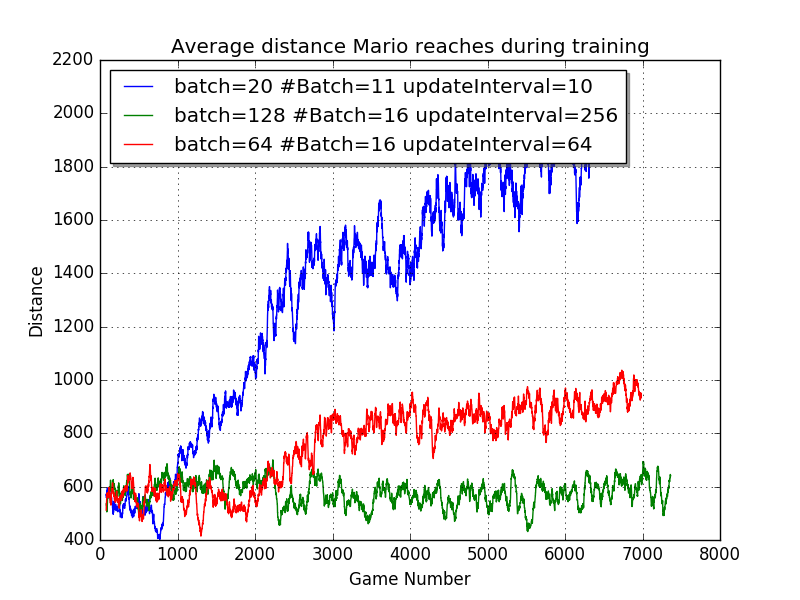 Average distance Mario reaches during training
2200
2000
1800
1600
1400
1200
1000
800
600
400
Distance
batch=20 #Batch=11 updateInterval=10
batch=128 #Batch=16 updateInterval=256
batch=64 #Batch=16 updateInterval=64
0 1000 2000 3000 4000 5000 6000 7000 8000
Game Number